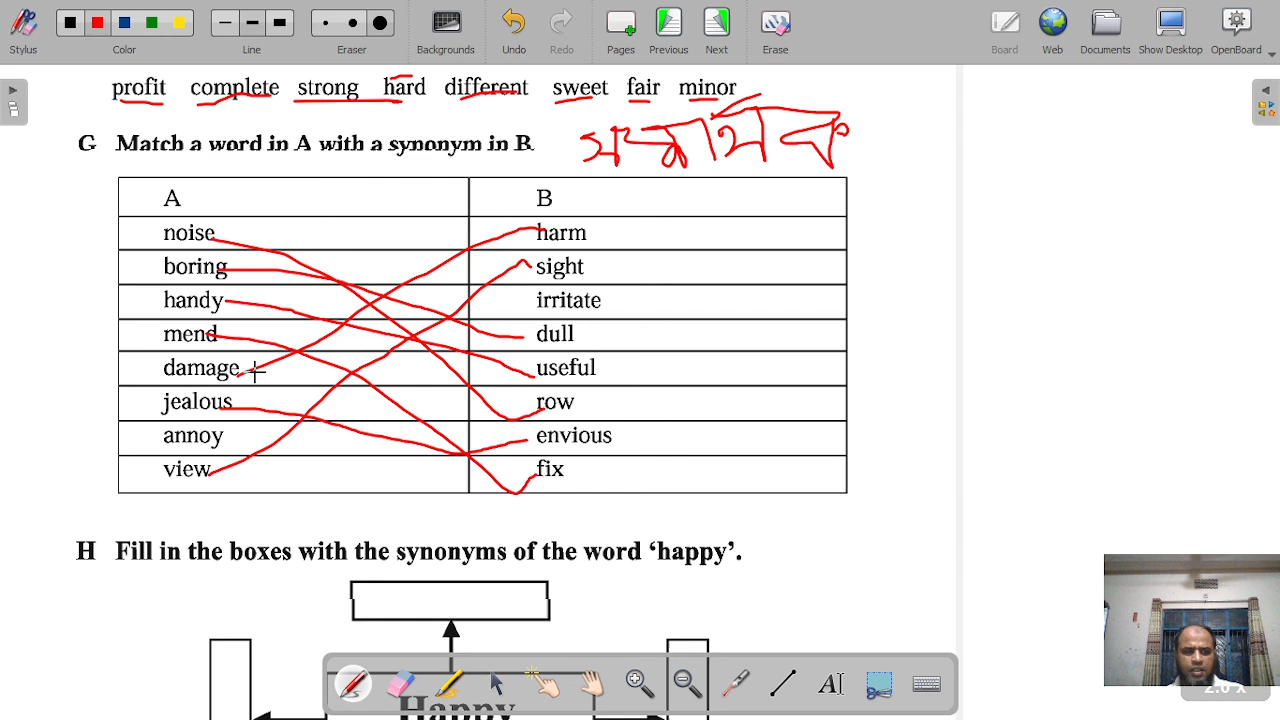 Stylus Color Line Eraser Backgrounds Undo Redo Pages Previous Next Erase Board Web Documents Show Desktop OpenBoard
profit complete strong hard different sweet fair minor
G Match a word in A with a synonym in B
A B
noise harm
boring sight
handy irritate
mend dull
damage useful
jealous row
annoy envious
view fix
H Fill in the boxes with the synonyms of the word ‘happy’.
Happy
2.0 x